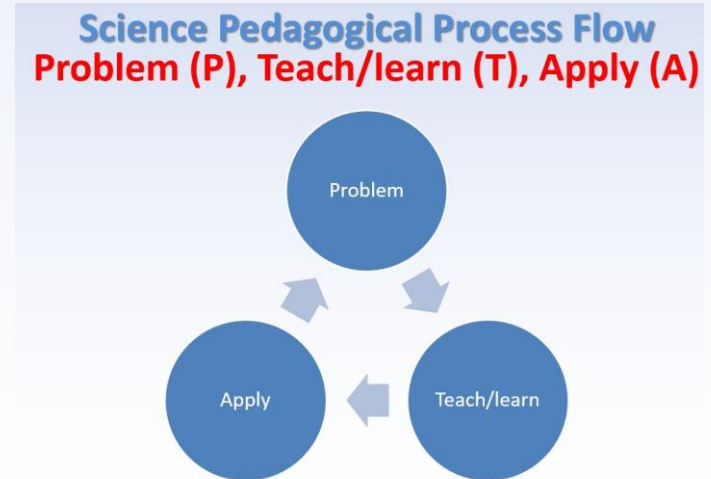 Science Pedagogical Process Flow
Problem (P), Teach/learn (T), Apply (A)
Problem
Teach/learn
Apply